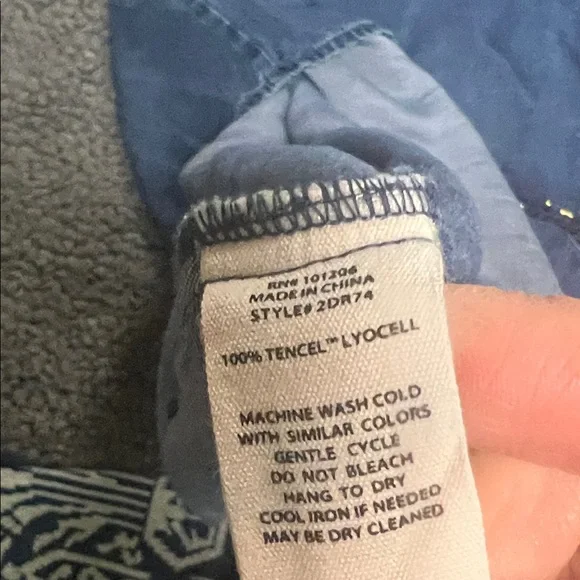 RN# 101206
MADE IN CHINA
STYLE# 2DR74
100% TENCEL™ LYOCELL
MACHINE WASH COLD
WITH SIMILAR COLORS
GENTLE CYCLE
DO NOT BLEACH
HANG TO DRY
COOL IRON IF NEEDED
MAY BE DRY CLEANED